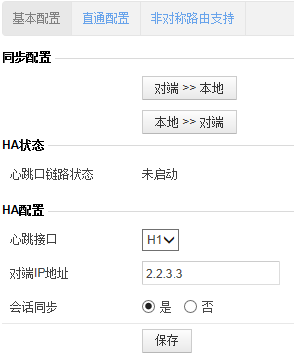 基本配置 直通配置 非对称路由支持
同步配置
对端 >> 本地
本地 >> 对端
HA状态
心跳口链路状态 未启动
HA配置
心跳接口 H1
对端IP地址 2.2.3.3
会话同步 是 否
保存